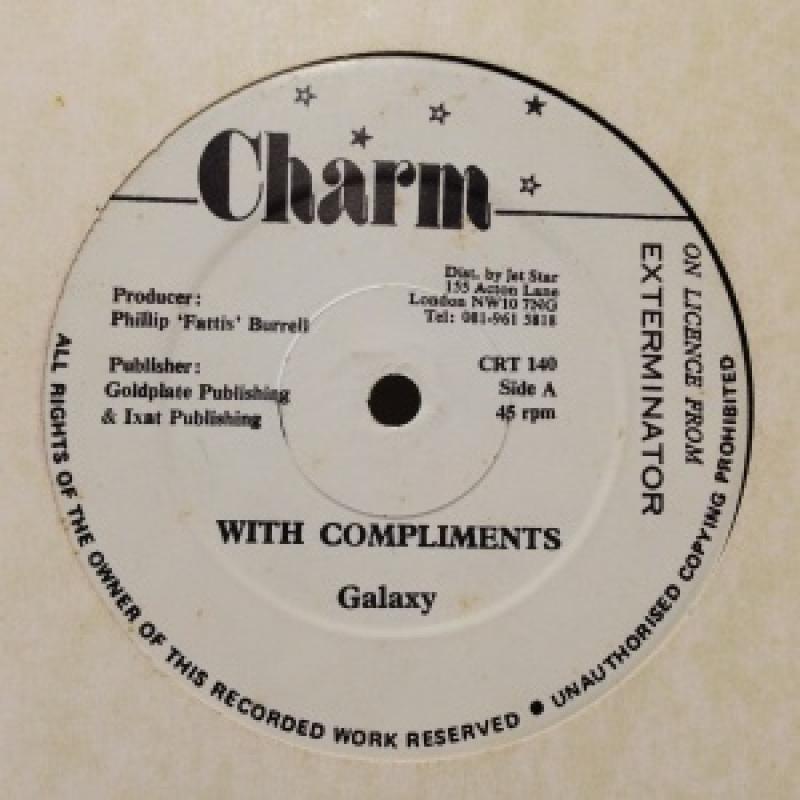 Charm
Producer:
Phillip 'Fattis' Burrell
Publisher:
Goldplate Publishing
& Ixat Publishing
Dist. by Jet Star
155 Acton Lane
London NW10 7NG
Tel: 081-961 5818
CRT 140
Side A
45 rpm
ON LICENCE FROM
EXTERMINATOR
WITH COMPLIMENTS
Galaxy
ALL RIGHTS OF THE OWNER OF THIS RECORDED WORK RESERVED ● UNAUTHORISED COPYING PROHIBITED